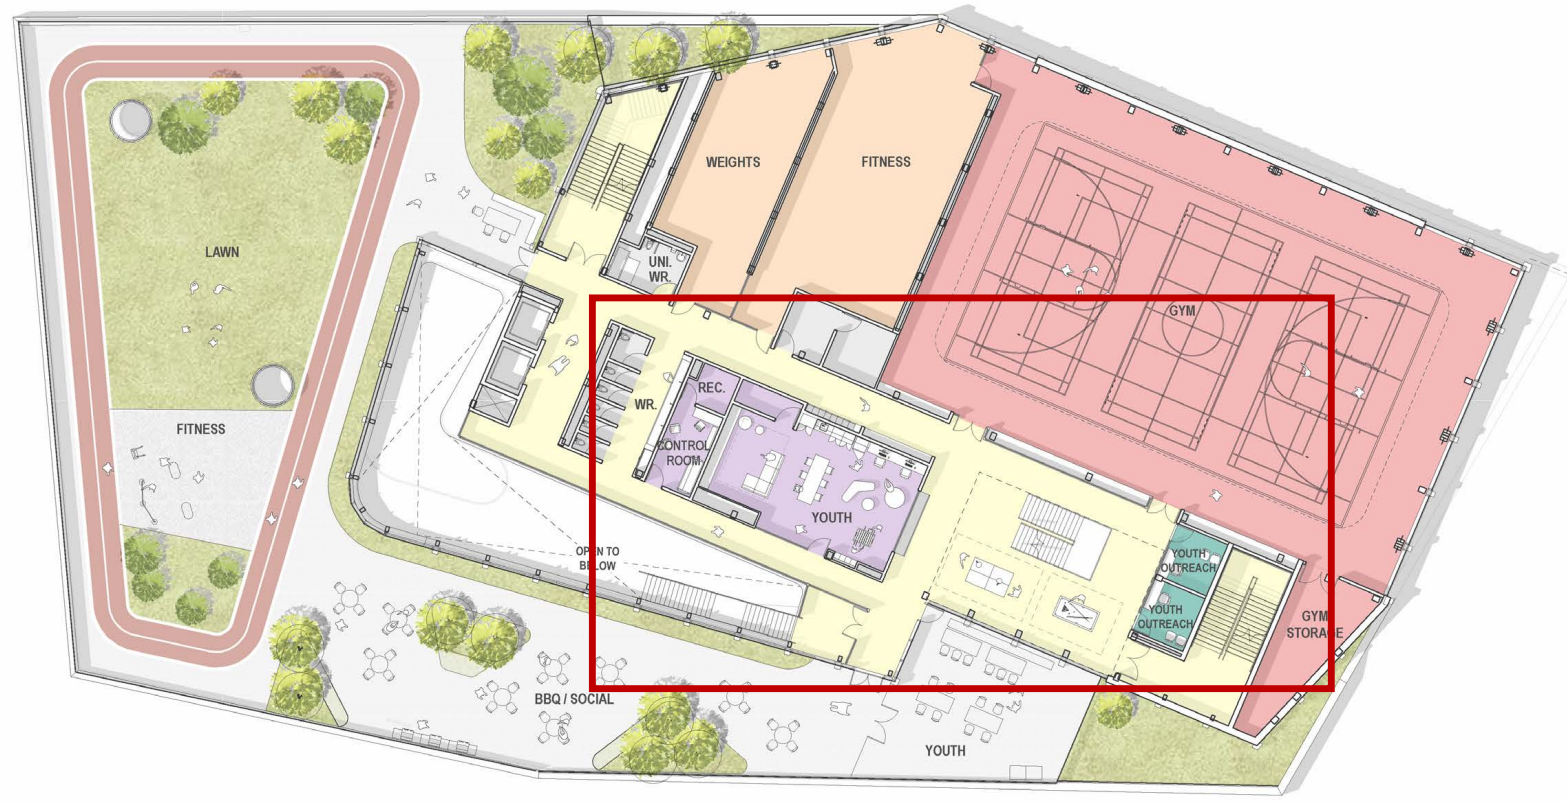 WEIGHTS
FITNESS
LAWN
UNI.
WR.
GYM
REC.
WR.
FITNESS
CONTROL
ROOM
YOUTH
OPEN TO
BELOW
YOUTH
OUTREACH
YOUTH
OUTREACH
GYM
STORAGE
BBQ / SOCIAL
YOUTH